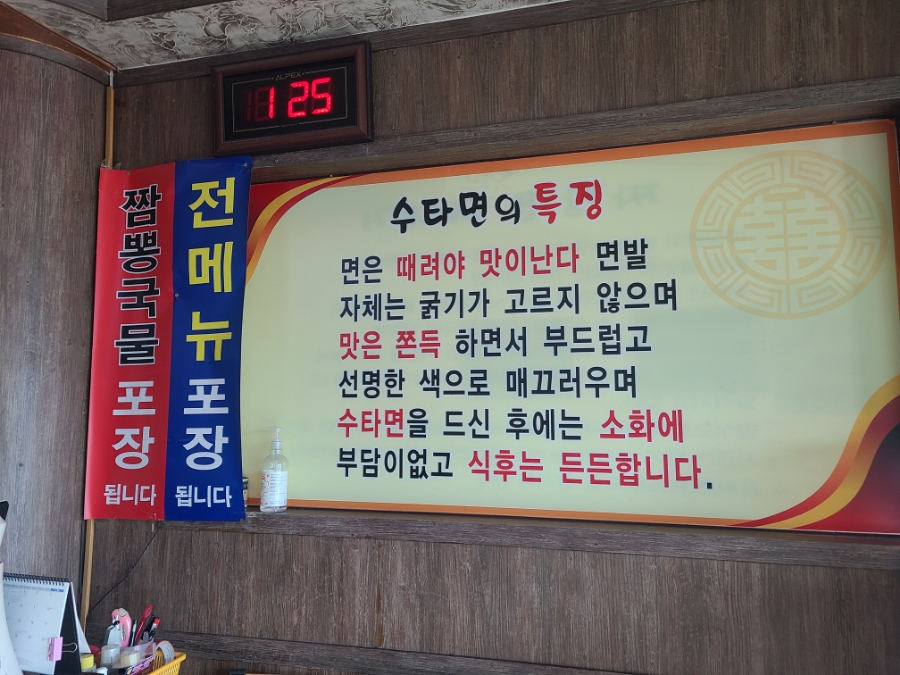 ALPEX
1 25
짬뽕국물 포장 됩니다
전메뉴 포장 됩니다
수타면의 특징
면은 때려야 맛이난다 면발
자체는 굵기가 고르지 않으며
맛은 쫀득 하면서 부드럽고
선명한 색으로 매끄러우며
수타면을 드신 후에는 소화에
부담이없고 식후는 든든합니다.